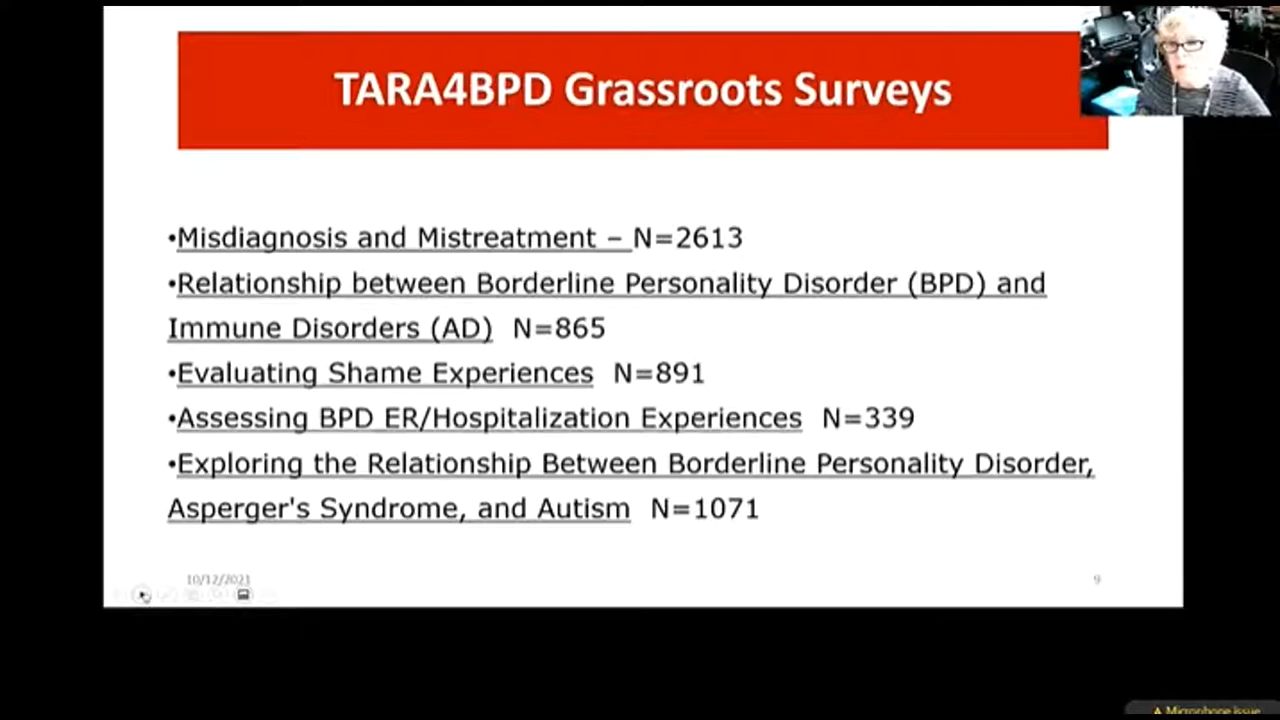 TARA4BPD Grassroots Surveys
•Misdiagnosis and Mistreatment – N=2613
•Relationship between Borderline Personality Disorder (BPD) and
Immune Disorders (AD) N=865
•Evaluating Shame Experiences N=891
•Assessing BPD ER/Hospitalization Experiences N=339
•Exploring the Relationship Between Borderline Personality Disorder,
Asperger's Syndrome, and Autism N=1071
10/12/2021
9
Microphone issue